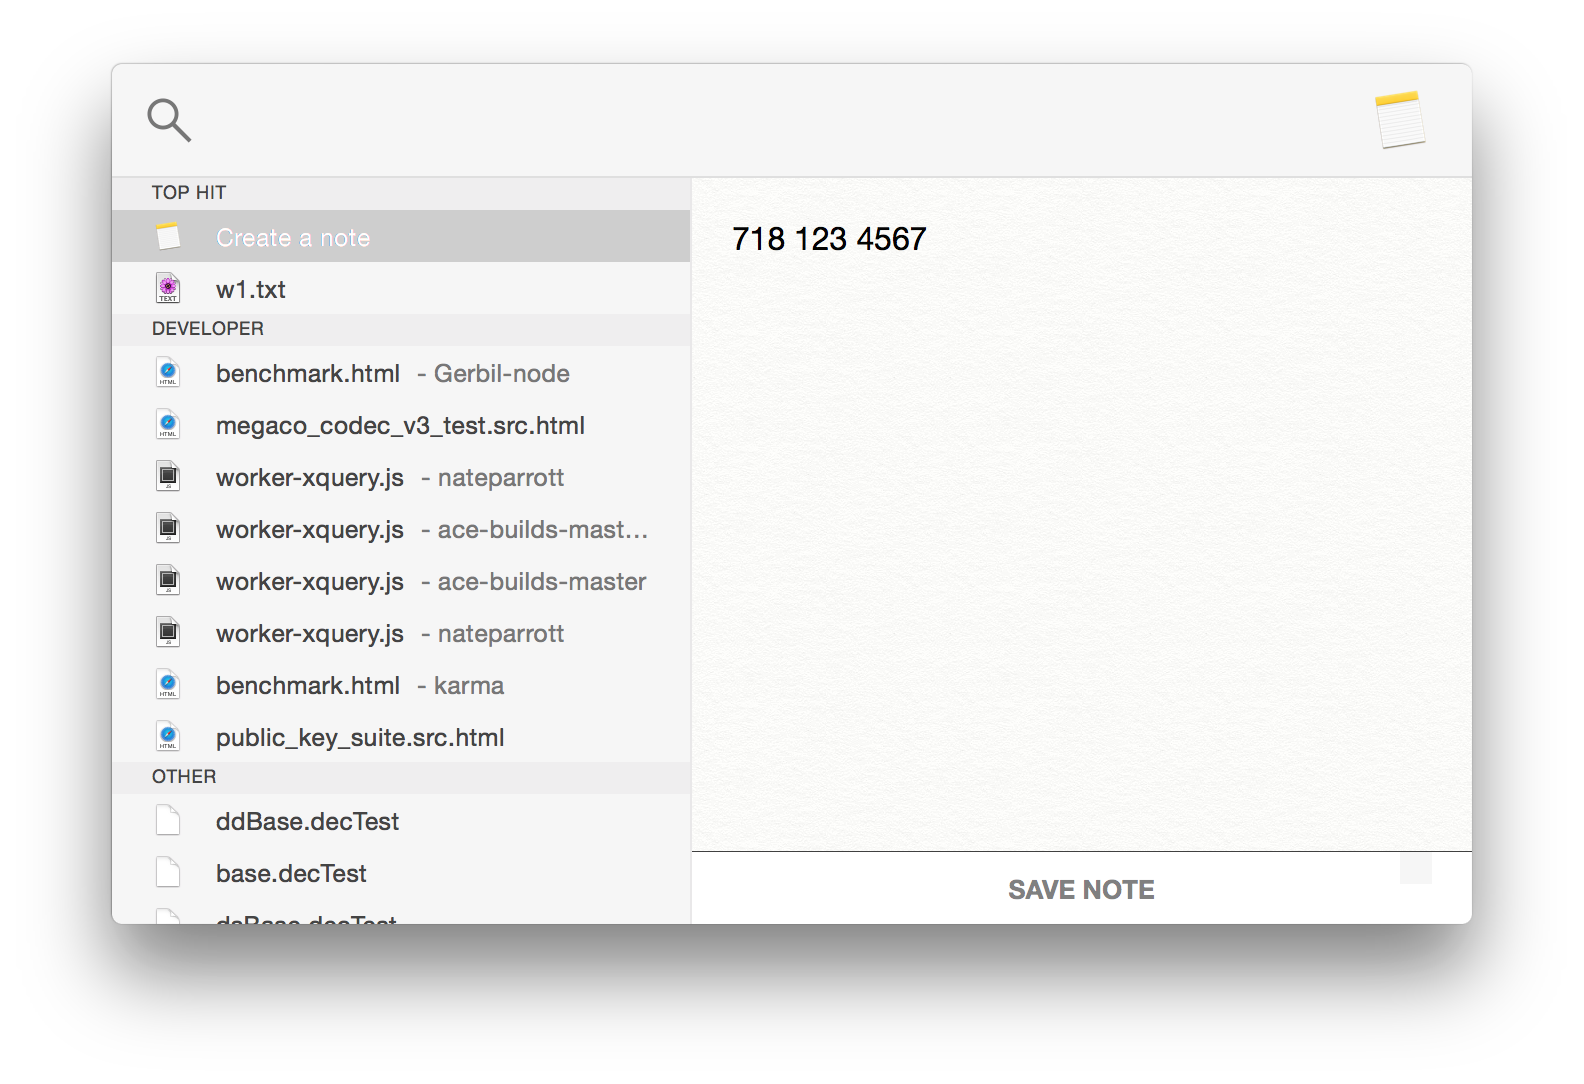 TOP HIT
Create a note
w1.txt
DEVELOPER
benchmark.html - Gerbil-node
megaco_codec_v3_test.src.html
worker-xquery.js - nateparrott
worker-xquery.js - ace-builds-mast…
worker-xquery.js - ace-builds-master
worker-xquery.js - nateparrott
benchmark.html - karma
public_key_suite.src.html
OTHER
ddBase.decTest
base.decTest
718 123 4567
SAVE NOTE